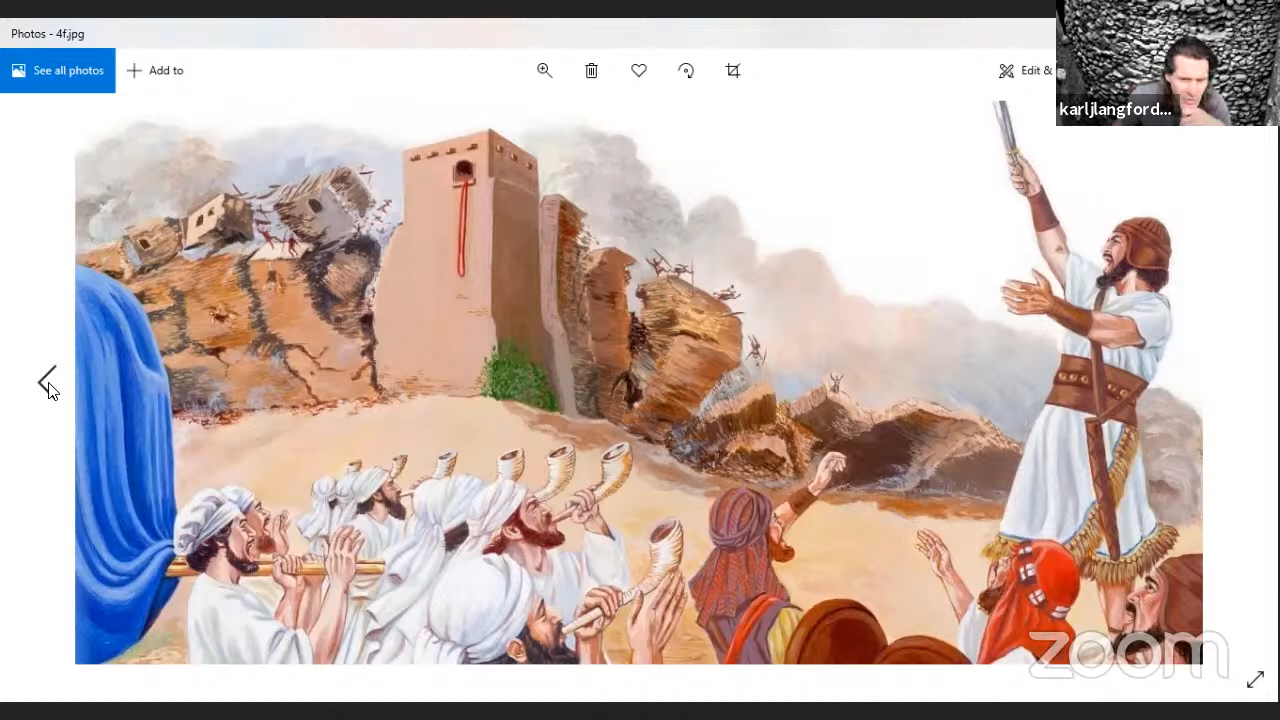 Photos - 4f.jpg
See all photos
Add to
Edit &
karljlangford...
zoom